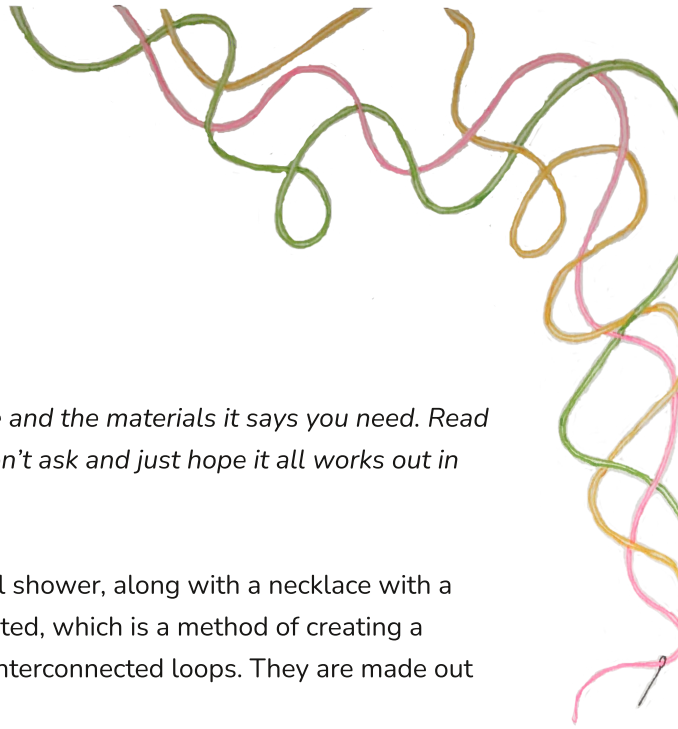 and the materials it says you need. Read
n’t ask and just hope it all works out in
l shower, along with a necklace with a
ted, which is a method of creating a
nterconnected loops. They are made out